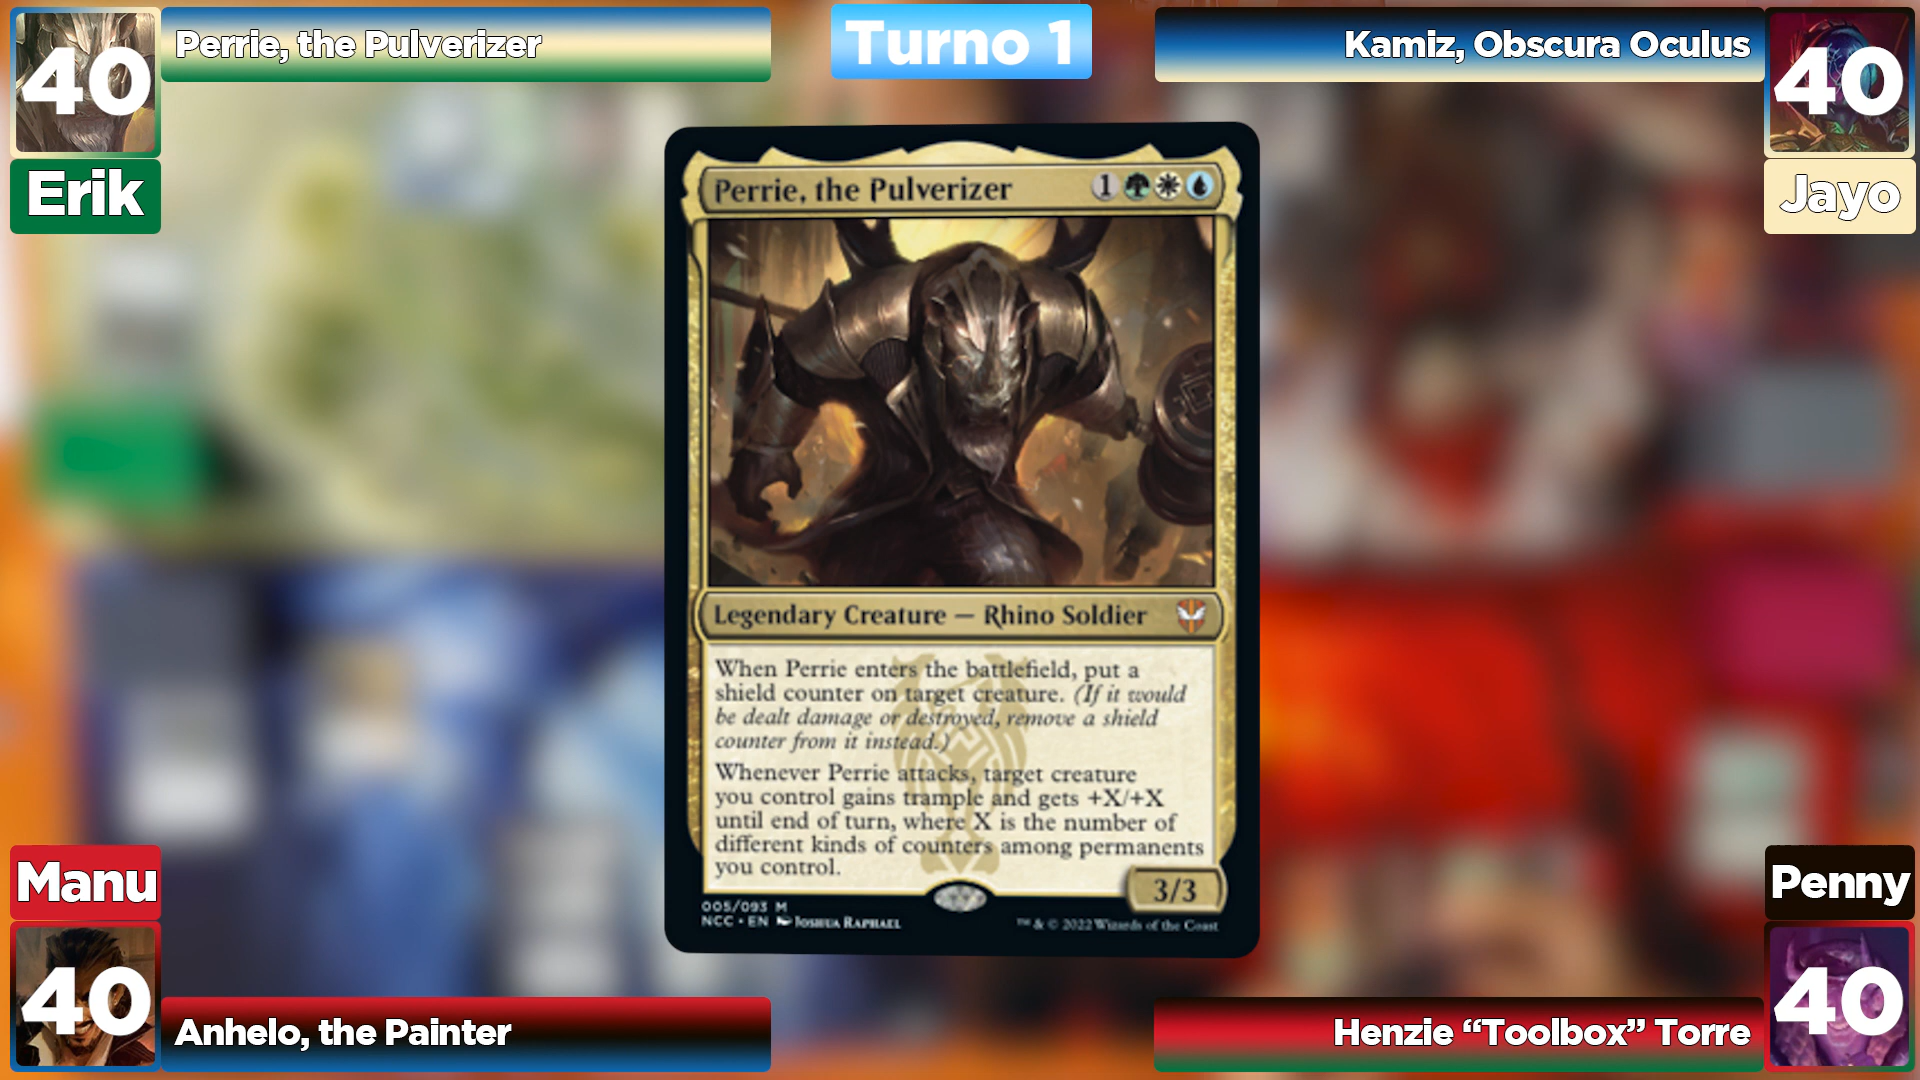 40
Perrie, the Pulverizer
Erik
Turno 1
Kamiz, Obscura Oculus
40
Jayo
Perrie, the Pulverizer 1
Legendary Creature — Rhino Soldier
When Perrie enters the battlefield, put a
shield counter on target creature. (If it would
be dealt damage or destroyed, remove a shield
counter from it instead.)
Whenever Perrie attacks, target creature
you control gains trample and gets +X/+X
until end of turn, where X is the number of
different kinds of counters among permanents
you control.
3/3
005/093 M
NCC • EN JOSHUA RAPHAEL
™ & © 2022 Wizards of the Coast
Manu
40
Anhelo, the Painter
Penny
Henzie “Toolbox” Torre
40